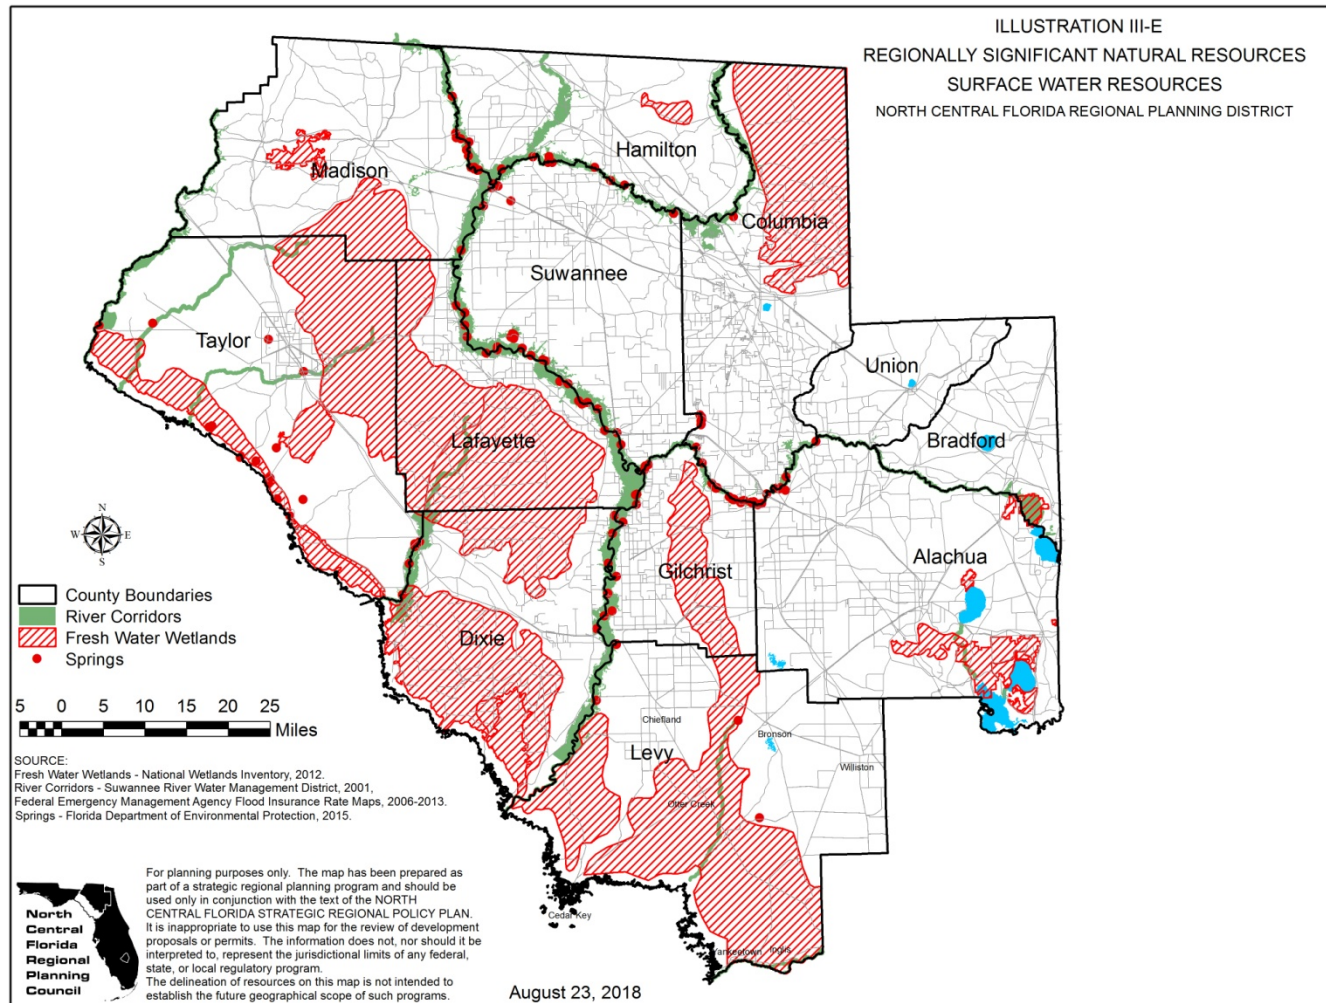 ILLUSTRATION III-E
REGIONALLY SIGNIFICANT NATURAL RESOURCES
SURFACE WATER RESOURCES
NORTH CENTRAL FLORIDA REGIONAL PLANNING DISTRICT
Hamilton
Madison
Columbia
Suwannee
Taylor
Union
Bradford
Lafayette
Alachua
Gilchrist
Dixie
Chiefland
Bronson
Levy
Williston
Otter Creek
Cedar Key
Yankeetown
Inglis
N
W
E
S
County Boundaries
River Corridors
Fresh Water Wetlands
Springs
5 0 5 10 15 20 25
Miles
SOURCE:
Fresh Water Wetlands - National Wetlands Inventory, 2012.
River Corridors - Suwannee River Water Management District, 2001,
Federal Emergency Management Agency Flood Insurance Rate Maps, 2006-2013.
Springs - Florida Department of Environmental Protection, 2015.
North
Central
Florida
Regional
Planning
Council
For planning purposes only. The map has been prepared as
part of a strategic regional planning program and should be
used only in conjunction with the text of the NORTH
CENTRAL FLORIDA STRATEGIC REGIONAL POLICY PLAN.
It is inappropriate to use this map for the review of development
proposals or permits. The information does not, nor should it be
interpreted to, represent the jurisdictional limits of any federal,
state, or local regulatory program.
The delineation of resources on this map is not intended to
establish the future geographical scope of such programs.
August 23, 2018